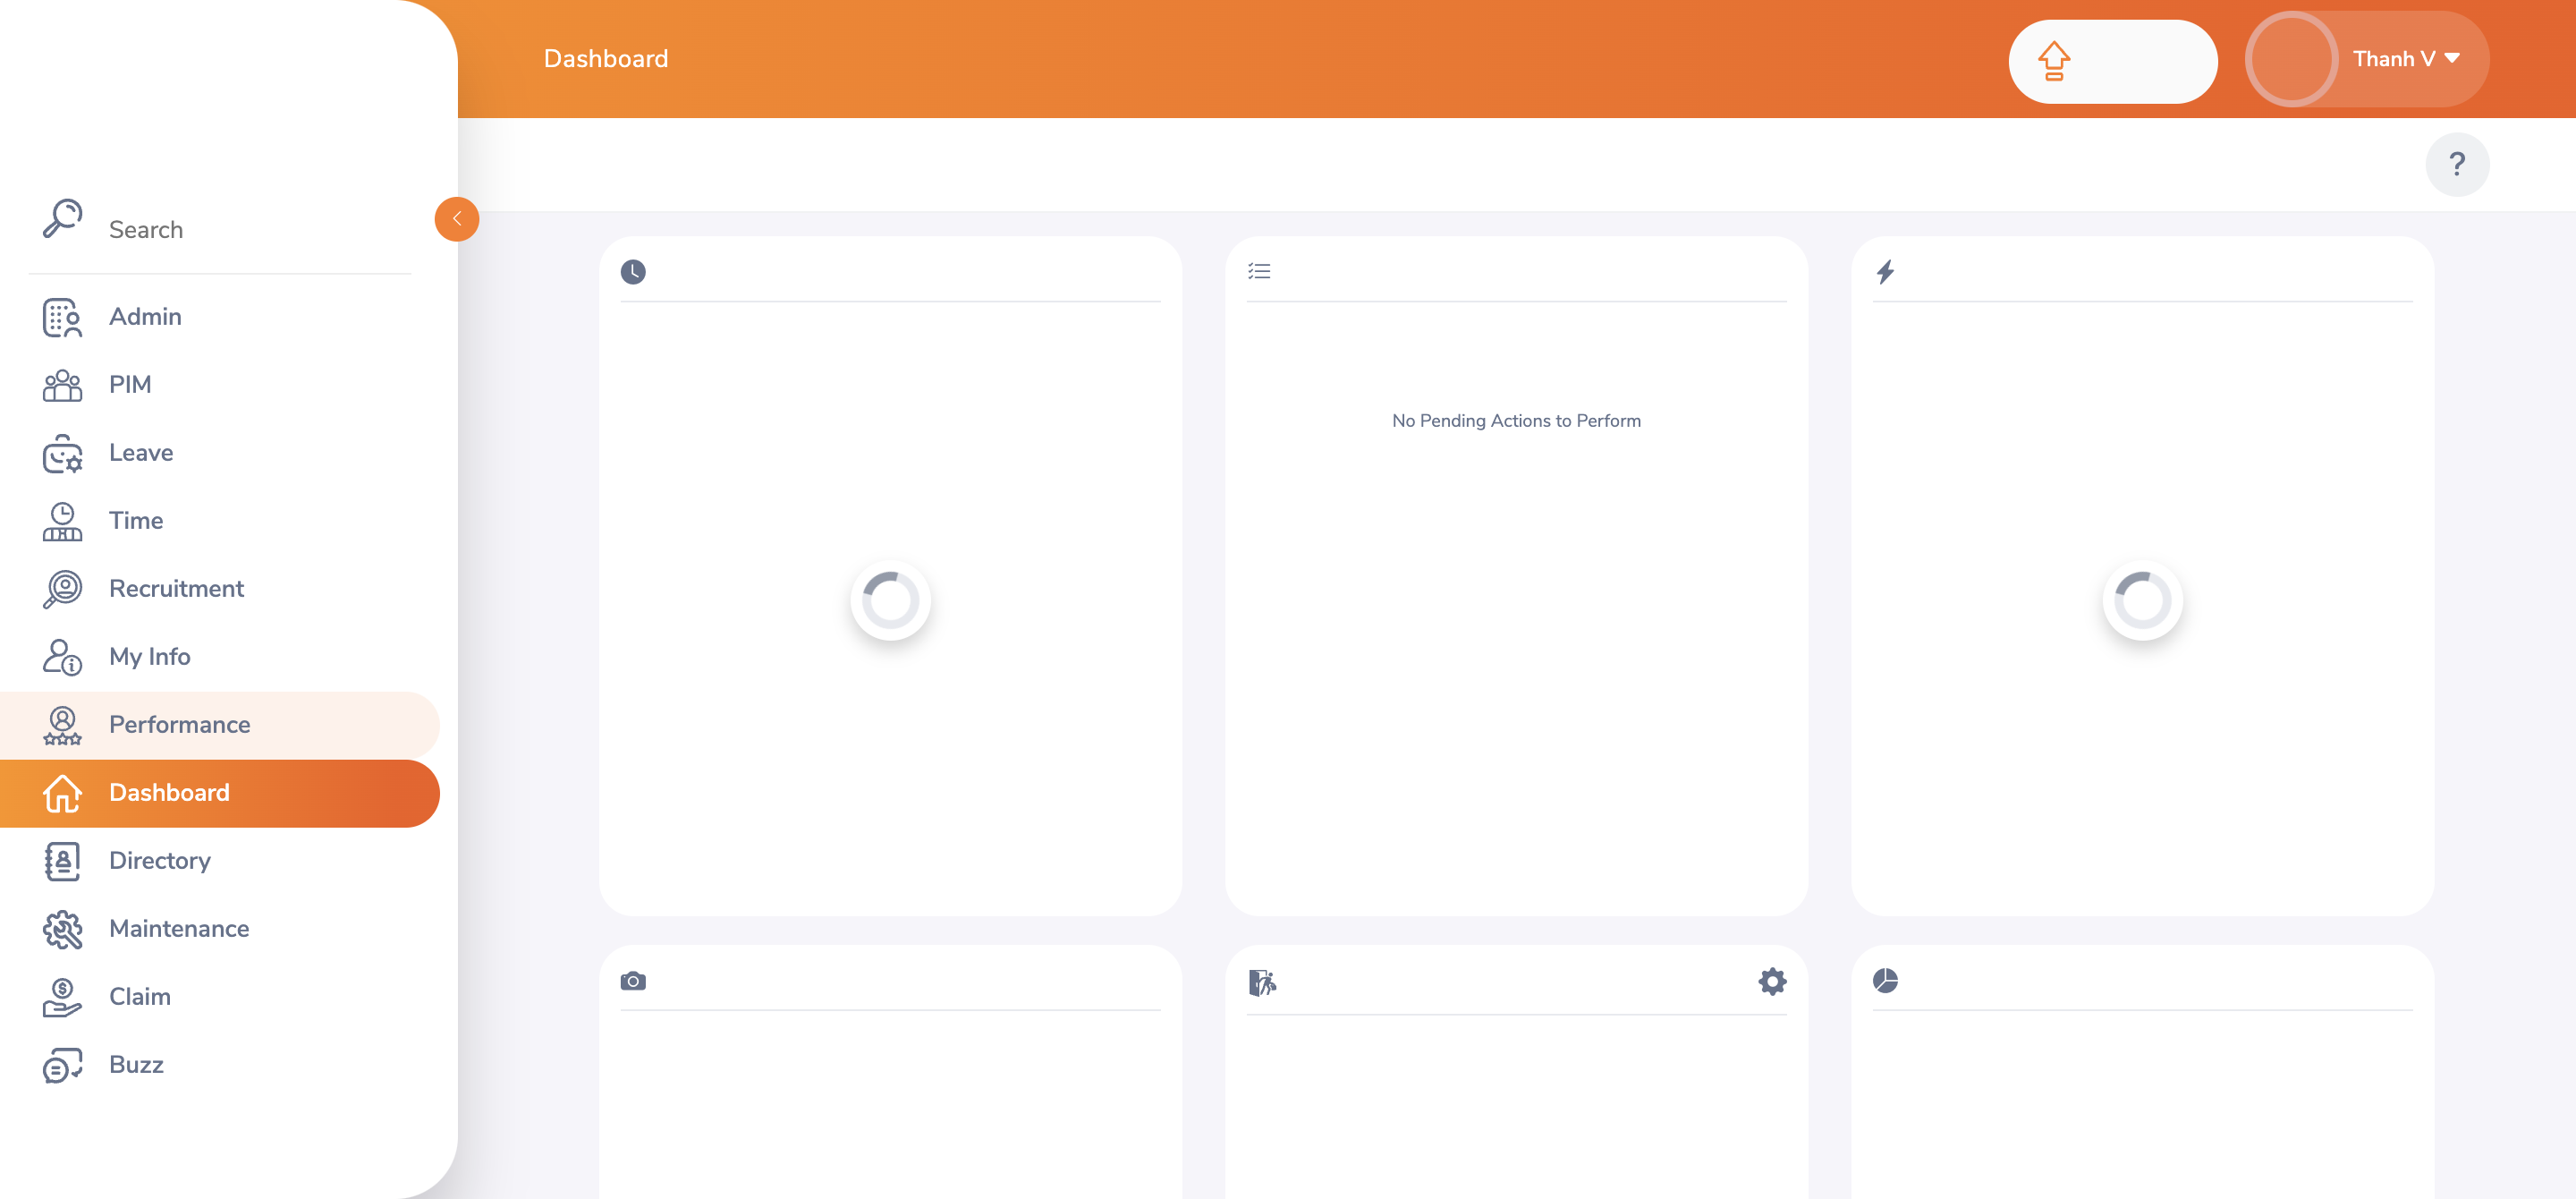 Dashboard
Thanh V
?
Search
Admin
PIM
Leave
Time
Recruitment
My Info
Performance
Dashboard
Directory
Maintenance
Claim
Buzz
No Pending Actions to Perform